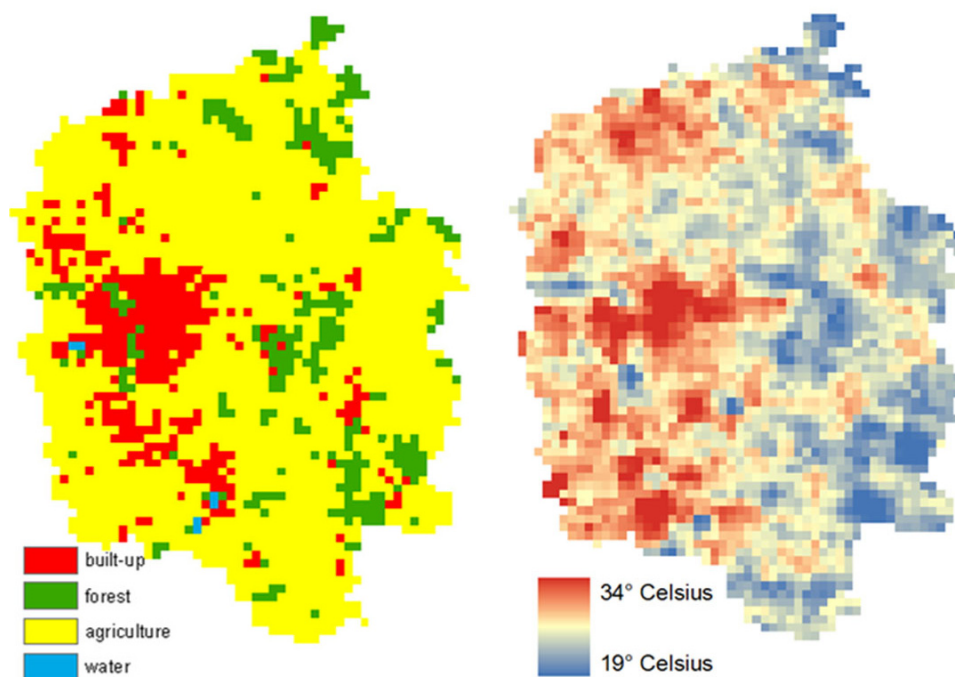 built-up
forest
agriculture
water
34° Celsius
19° Celsius